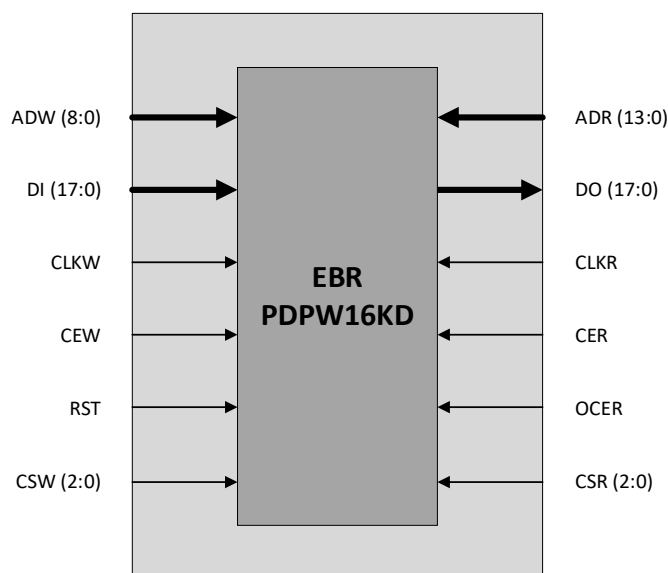 ADW (8:0)
DI (17:0)
CLKW
CEW
RST
CSW (2:0)
EBR
PDPW16KD
ADR (13:0)
DO (17:0)
CLKR
CER
OCER
CSR (2:0)